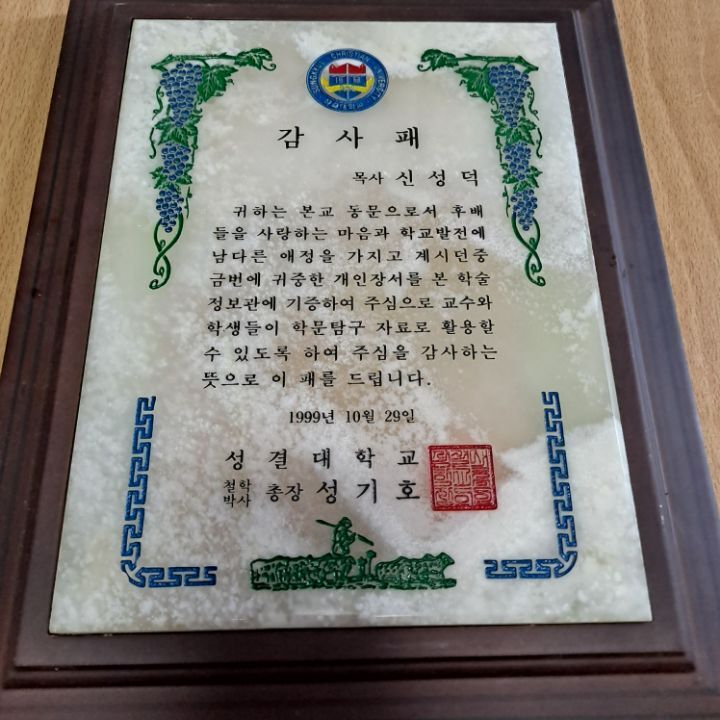 감 사 패
목사 신 성 덕
귀하는 본교 동문으로서 후배
들을 사랑하는 마음과 학교발전에
남다른 애정을 가지고 계시던중
금번에 귀중한 개인장서를 본 학술
정보관에 기증하여 주심으로 교수와
학생들이 학문탐구 자료로 활용할
수 있도록 하여 주심을 감사하는
뜻으로 이 패를 드립니다.
1999년 10월 29일
성 결 대 학 교
철학
박사 총장 성 기 호